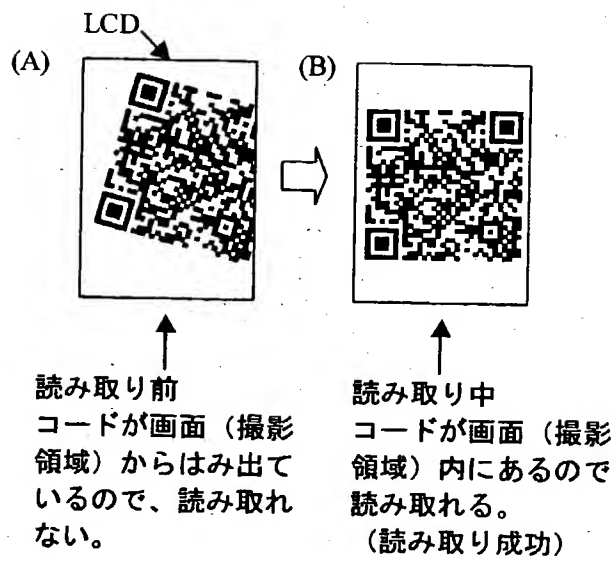 LCD
(A)
(B)
読み取り前
コードが画面（撮影
領域）からはみ出て
いるので、読み取れ
ない。
読み取り中
コードが画面（撮影
領域）内にあるので
読み取れる。
（読み取り成功）